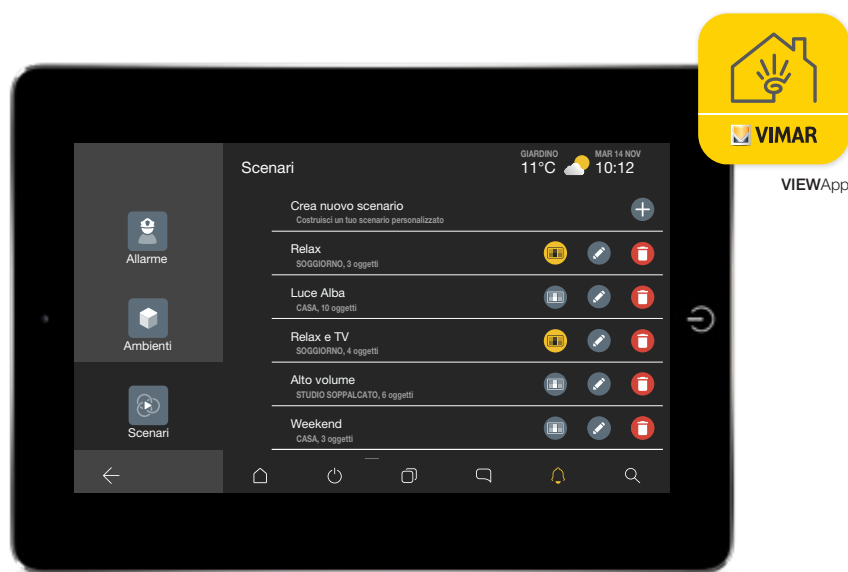 VIMAR
VIEWApp
Scenari
GIARDINO
11°C
MAR 14 NOV
10:12
Crea nuovo scenario
Costruisci un tuo scenario personalizzato
Allarme
Relax
SOGGIORNO, 3 oggetti
Luce Alba
CASA, 10 oggetti
Ambienti
Relax e TV
SOGGIORNO, 4 oggetti
Alto volume
STUDIO SOPPALCATO, 6 oggetti
Scenari
Weekend
CASA, 3 oggetti